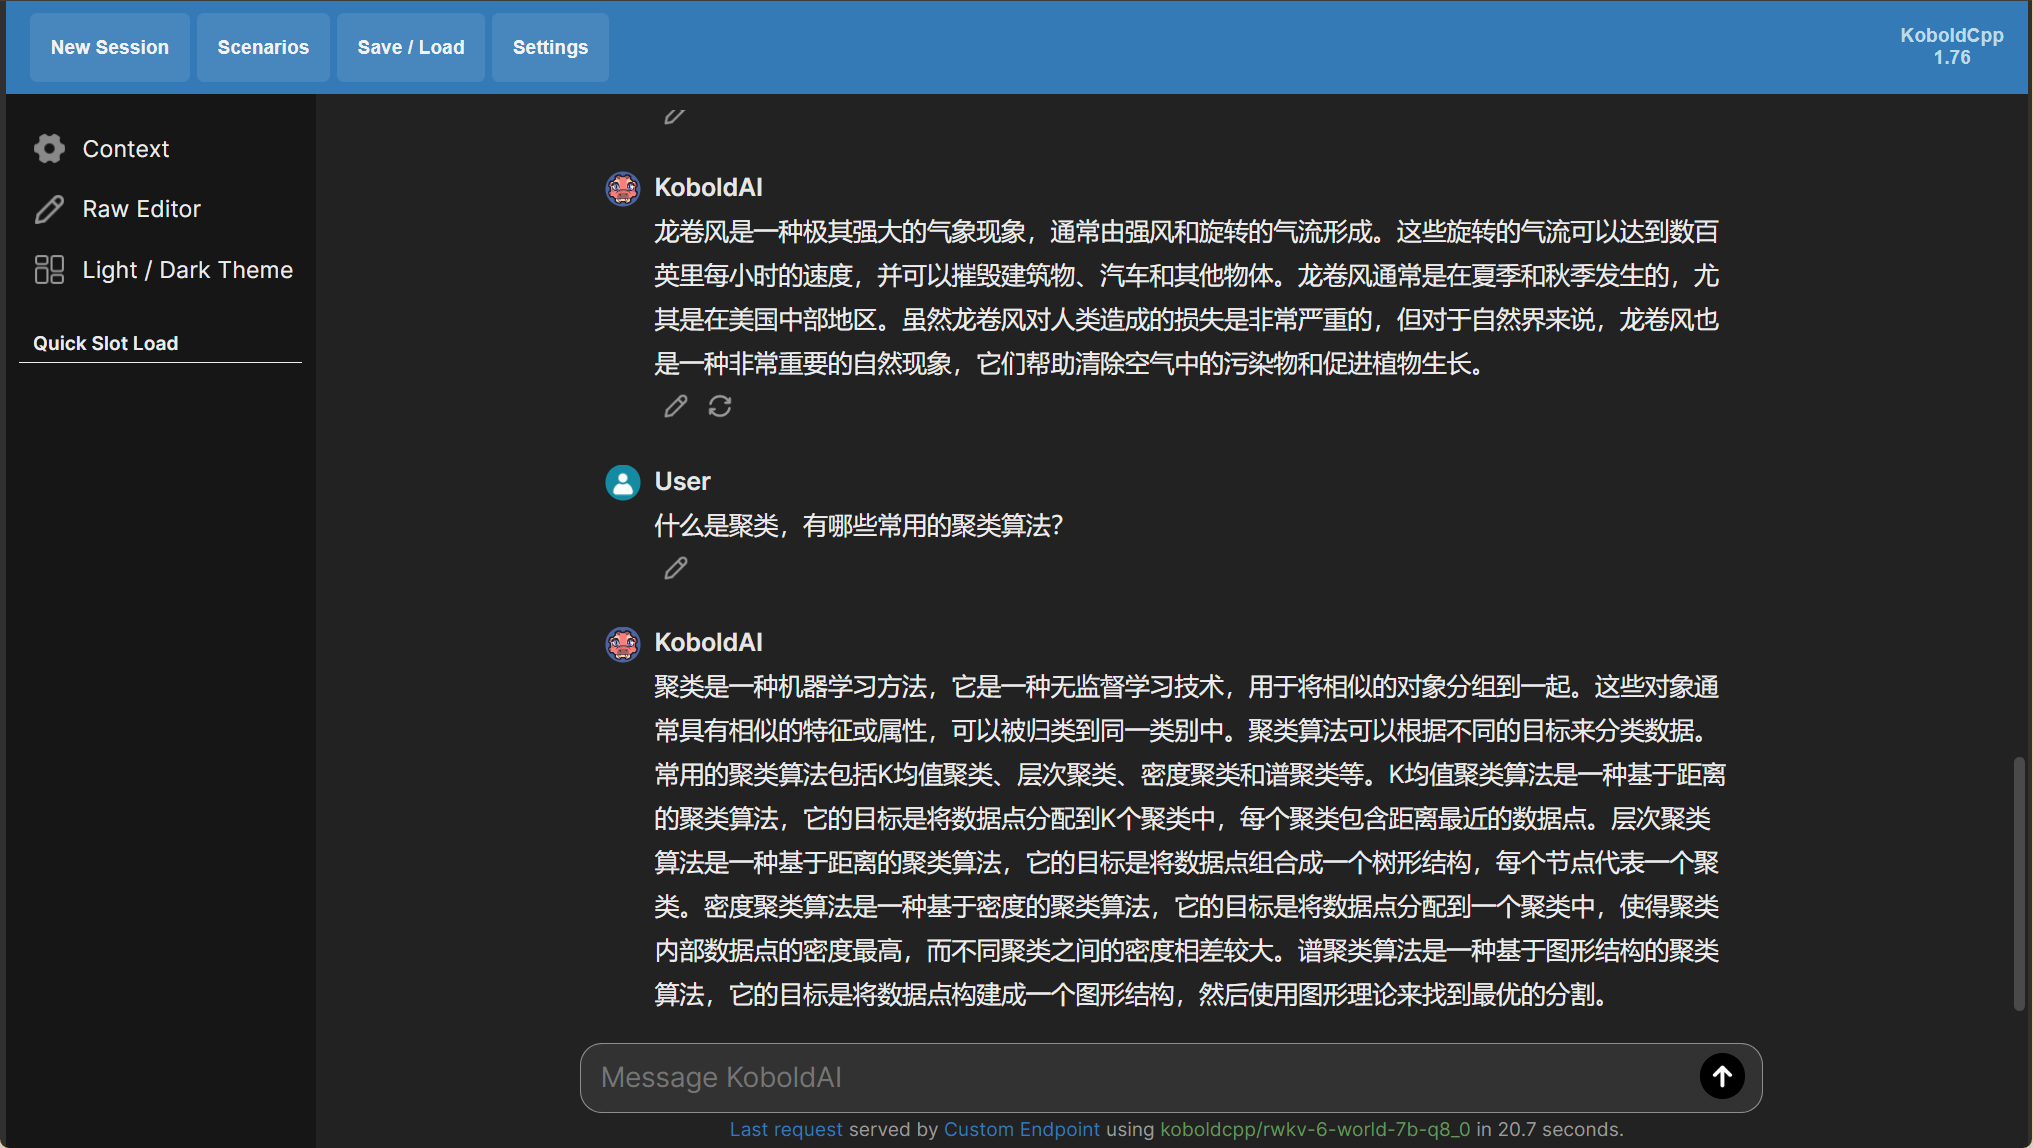 New Session
Scenarios
Save / Load
Settings
KoboldCpp
1.76
Context
Raw Editor
Light / Dark Theme
Quick Slot Load
KoboldAI
龙卷风是一种极其强大的气象现象，通常由强风和旋转的气流形成。这些旋转的气流可以达到数百
英里每小时的速度，并可以摧毁建筑物、汽车和其他物体。龙卷风通常是在夏季和秋季发生的，尤
其是在美国中部地区。虽然龙卷风对人类造成的损失是非常严重的，但对于自然界来说，龙卷风也
是一种非常重要的自然现象，它们帮助清除空气中的污染物和促进植物生长。
User
什么是聚类，有哪些常用的聚类算法？
KoboldAI
聚类是一种机器学习方法，它是一种无监督学习技术，用于将相似的对象分组到一起。这些对象通
常具有相似的特征或属性，可以被归类到同一类别中。聚类算法可以根据不同的目标来分类数据。
常用的聚类算法包括K均值聚类、层次聚类、密度聚类和谱聚类等。K均值聚类算法是一种基于距离
的聚类算法，它的目标是将数据点分配到K个聚类中，每个聚类包含距离最近的数据点。层次聚类
算法是一种基于距离的聚类算法，它的目标是将数据点组合成一个树形结构，每个节点代表一个聚
类。密度聚类算法是一种基于密度的聚类算法，它的目标是将数据点分配到一个聚类中，使得聚类
内部数据点的密度最高，而不同聚类之间的密度相差较大。谱聚类算法是一种基于图形结构的聚类
算法，它的目标是将数据点构建成一个图形结构，然后使用图形理论来找到最优的分割。
Message KoboldAI
Last request served by Custom Endpoint using koboldcpp/rwkv-6-world-7b-q8_0 in 20.7 seconds.